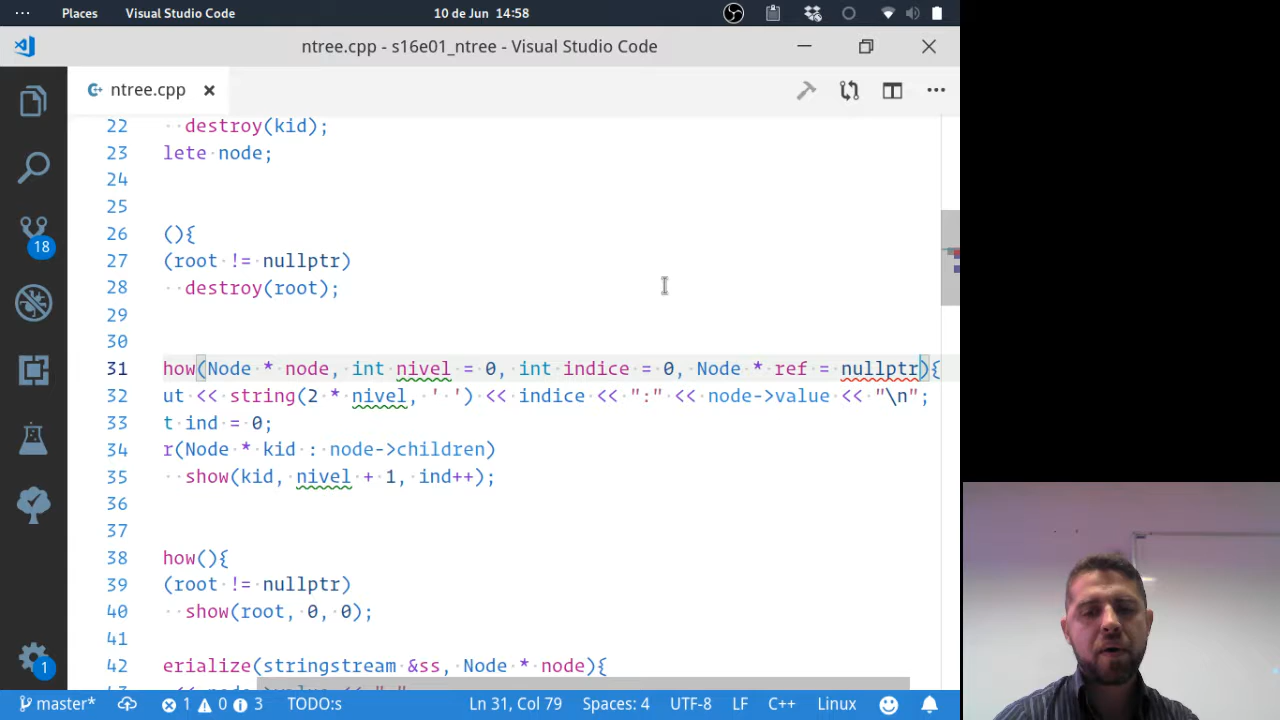 Places Visual Studio Code 10 de Jun 14:58
ntree.cpp - s16e01_ntree - Visual Studio Code
ntree.cpp
22 destroy(kid);
23 lete node;
24
25
26 (){
27 (root != nullptr)
28 destroy(root);
29
30
31 how(Node * node, int nivel = 0, int indice = 0, Node * ref = nullptr){
32 ut << string(2 * nivel, ' ') << indice << ":" << node->value << "\n";
33 t ind = 0;
34 r(Node * kid : node->children)
35 show(kid, nivel + 1, ind++);
36
37
38 how(){
39 (root != nullptr)
40 show(root, 0, 0);
41
42 erialize(stringstream &ss, Node * node){
18
1
master* 1 0 3 TODO:s Ln 31, Col 79 Spaces: 4 UTF-8 LF C++ Linux